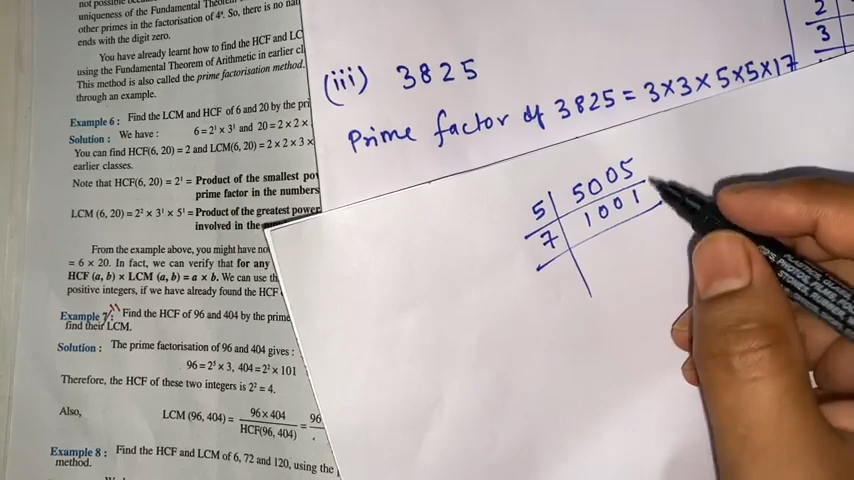 not possible
uniqueness of the Fundamental Theorem
other primes in the factorisation of 4ⁿ. So, there is no nat
ends with the digit zero.
You have already learnt how to find the HCF and LC
using the Fundamental Theorem of Arithmetic in earlier cl
This method is also called the prime factorisation method.
through an example.
Example 6 : Find the LCM and HCF of 6 and 20 by the pri
Solution : We have : 6 = 2¹ × 3¹ and 20 = 2 × 2 ×
You can find HCF(6, 20) = 2 and LCM(6, 20) = 2 × 2 × 3 ×
earlier classes.
Note that HCF(6, 20) = 2¹ = Product of the smallest po
prime factor in the numbers
LCM (6, 20) = 2² × 3¹ × 5¹ = Product of the greatest power
involved in the
From the example above, you might have no
= 6 × 20. In fact, we can verify that for any
HCF (a, b) × LCM (a, b) = a × b. We can use th
positive integers, if we have already found the HCF
Example 7 : Find the HCF of 96 and 404 by the prime
find their LCM.
Solution : The prime factorisation of 96 and 404 gives :
96 = 2⁵ × 3, 404 = 2² × 101
Therefore, the HCF of these two integers is 2² = 4.
Also, LCM (96, 404) = 96 × 404 / HCF(96, 404) = 96
Example 8 : Find the HCF and LCM of 6, 72 and 120, using the
method.
(iii) 3825
Prime factor of 3825 = 3×3×5×5×17
2
3
5 | 5005
7 | 1001